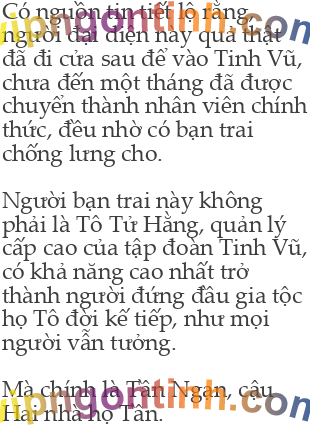 Có nguồn tin tiết lộ rằng
người đại diện này quả thật
đã đi cửa sau để vào Tinh Vũ,
chưa đến một tháng đã được
chuyển thành nhân viên chính
thức, đều nhờ có bạn trai
chống lưng cho.
Người bạn trai này không
phải là Tô Tử Hằng, quản lý
cấp cao của tập đoàn Tinh Vũ,
có khả năng cao nhất trở
thành người đứng đầu gia tộc
họ Tô đời kế tiếp, như mọi
người vẫn tưởng.
Mà chính là Tần Ngạn, cậu
Hai nhà họ Tần.